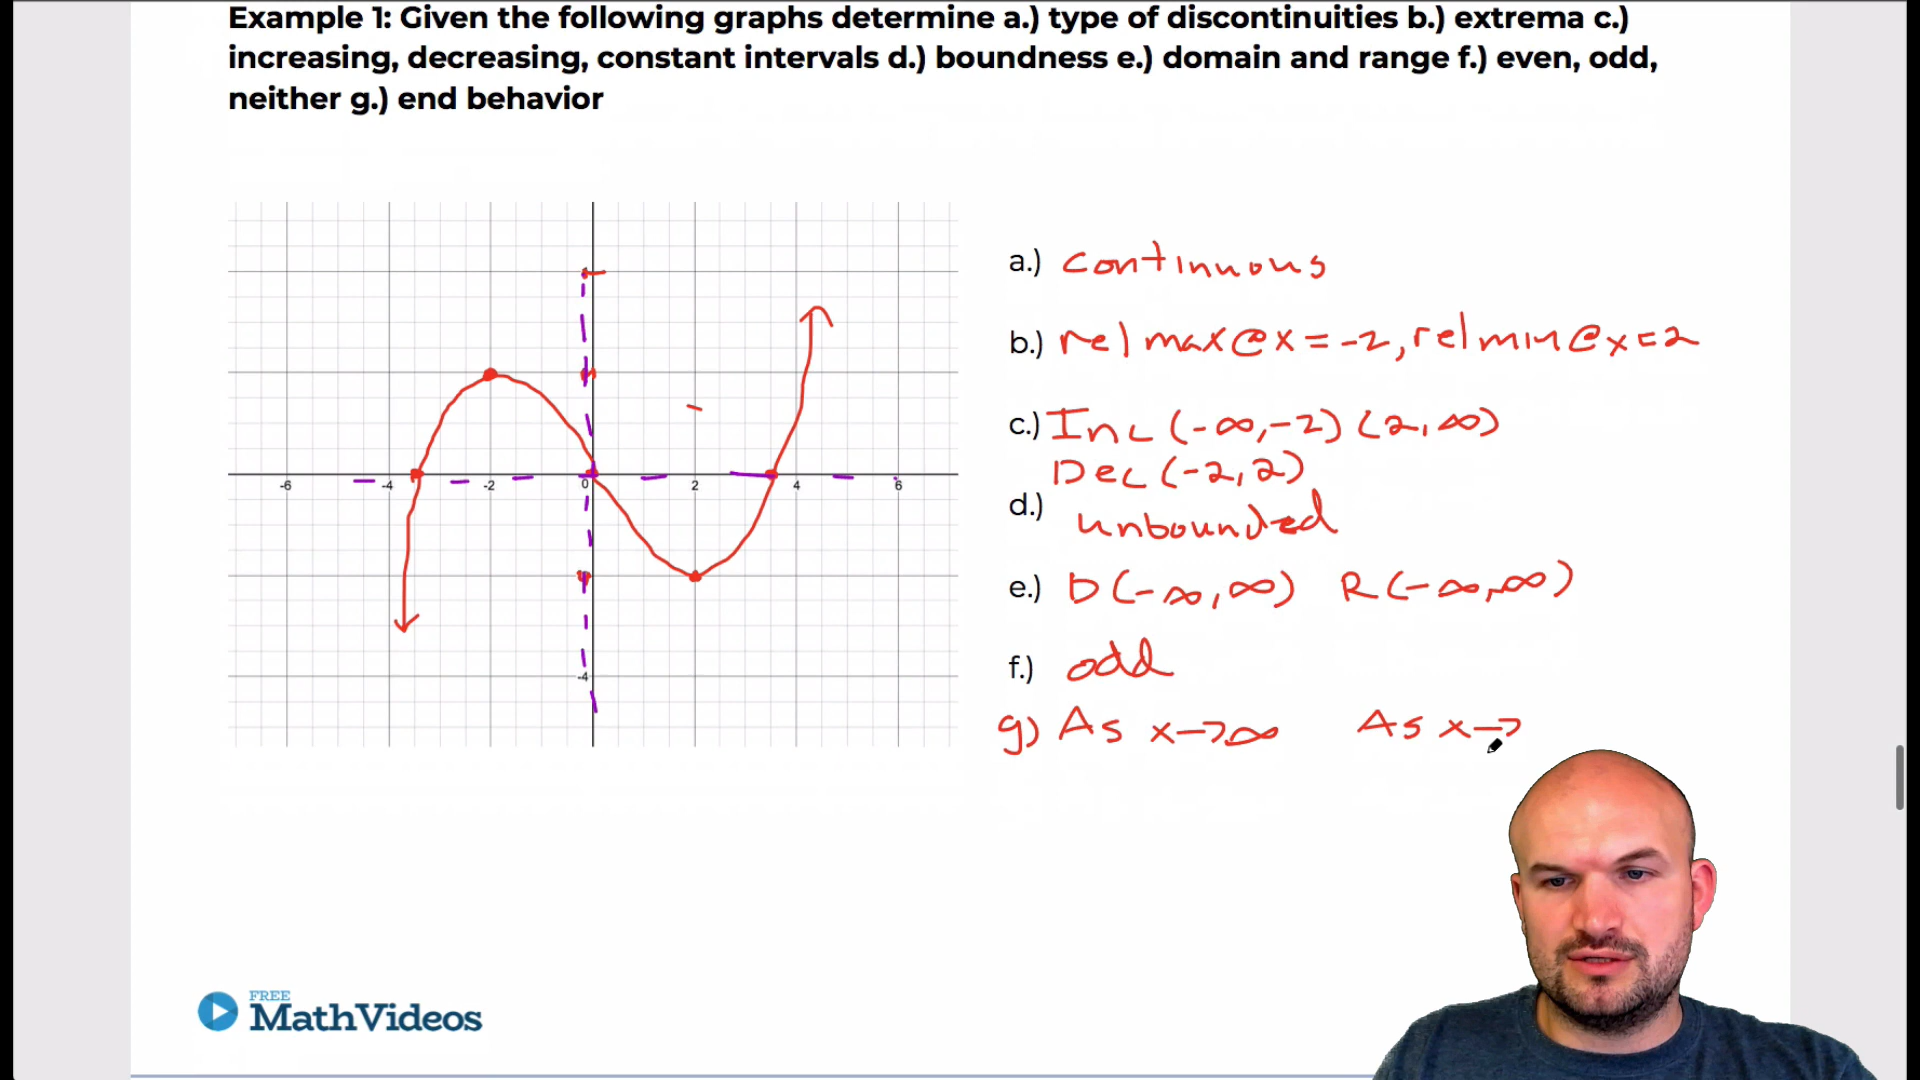 Example 1: Given the following graphs determine a.) type of discontinuities b.) extrema c.)
increasing, decreasing, constant intervals d.) boundness e.) domain and range f.) even, odd,
neither g.) end behavior
-6 -4 -2 0 2 4 6
-4
a.) continuous
b.) rel max @ x = -2, rel min @ x = 2
c.) Inc (-∞, -2) (2, ∞)
Dec (-2, 2)
d.) unbounded
e.) D (-∞, ∞) R (-∞, ∞)
f.) odd
g) As x→∞ As x→
FREE
MathVideos